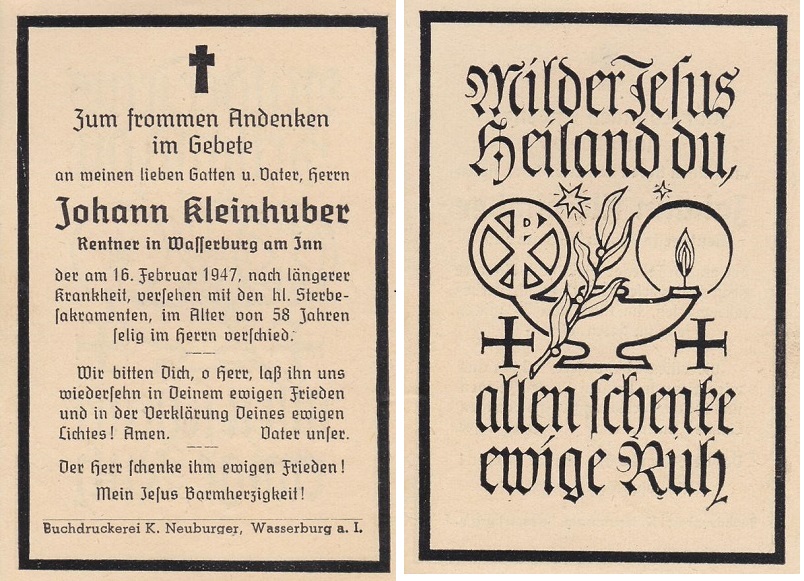 Zum frommen Andenken
im Gebete
an meinen lieben Gatten u. Vater, Herrn
Johann Kleinhuber
Rentner in Wasserburg am Inn
der am 16. Februar 1947, nach längerer
Krankheit, versehen mit den hl. Sterbe-
sakramenten, im Alter von 58 Jahren
selig im Herrn verschied.
Wir bitten Dich, o Herr, laß ihn uns
wiedersehn in Deinem ewigen Frieden
und in der Verklärung Deines ewigen
Lichtes! Amen. Vater unser.
Der Herr schenke ihm ewigen Frieden!
Mein Jesus Barmherzigkeit!
Buchdruckerei K. Neuburger, Wasserburg a. I.
Milder Jesus
Heiland du,
allen schenke
ewige Ruh